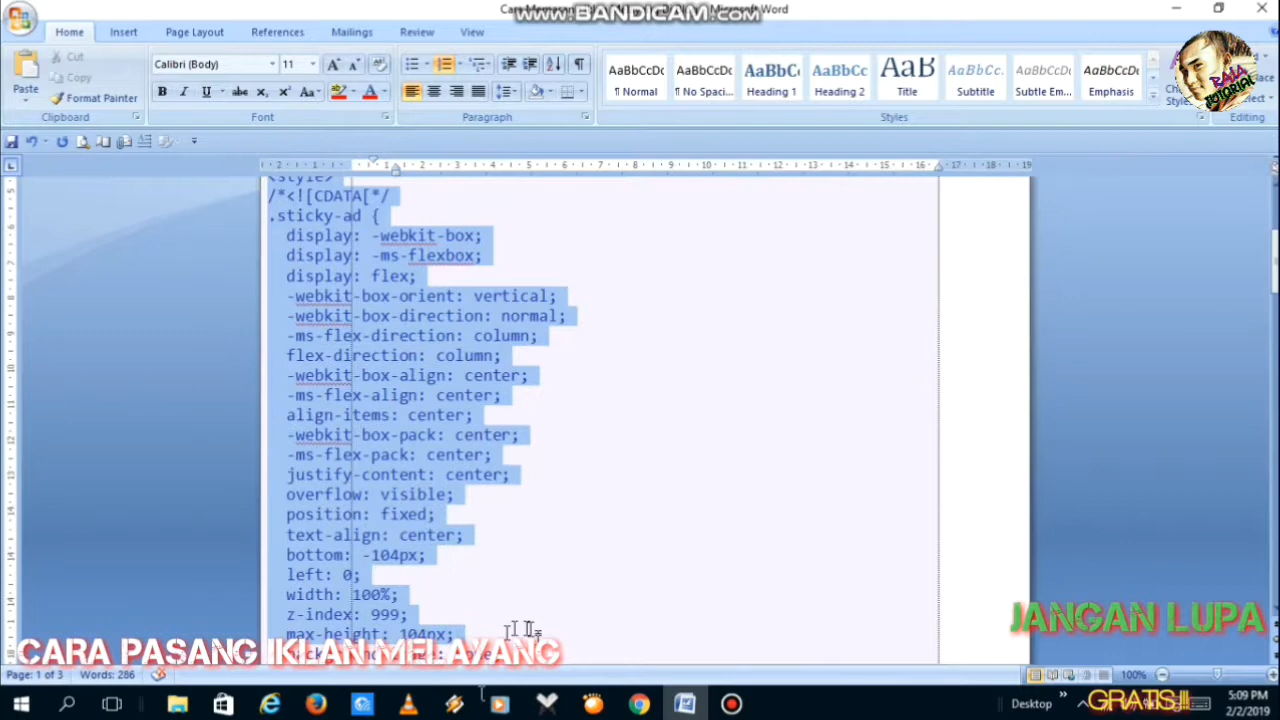 Cara Memasan
Word
www.BANDICAM.com
Home Insert Page Layout References Mailings Review View
Paste
Cut
Copy
Format Painter
Clipboard
Calibri (Body) 11
Font
Paragraph
AaBbCcDc AaBbCcDc AaBbC AaBbCc AaB AaBbCc. AaBbCcDc AaBbCcDc
¶ Normal ¶ No Spaci... Heading 1 Heading 2 Title Subtitle Subtle Em... Emphasis
Styles
Editing
RAJA
TUTORIAL
<style>
/*<![CDATA[*/
.sticky-ad {
display: -webkit-box;
display: -ms-flexbox;
display: flex;
-webkit-box-orient: vertical;
-webkit-box-direction: normal;
-ms-flex-direction: column;
flex-direction: column;
-webkit-box-align: center;
-ms-flex-align: center;
align-items: center;
-webkit-box-pack: center;
-ms-flex-pack: center;
justify-content: center;
overflow: visible;
position: fixed;
text-align: center;
bottom: -104px;
left: 0;
width: 100%;
z-index: 999;
max-height: 104px;
JANGAN LUPA
CARA PASANG IKLAN MELAYANG
Page: 1 of 3 Words: 286
100%
Desktop
GRATIS!!
5:09 PM
2/2/2019